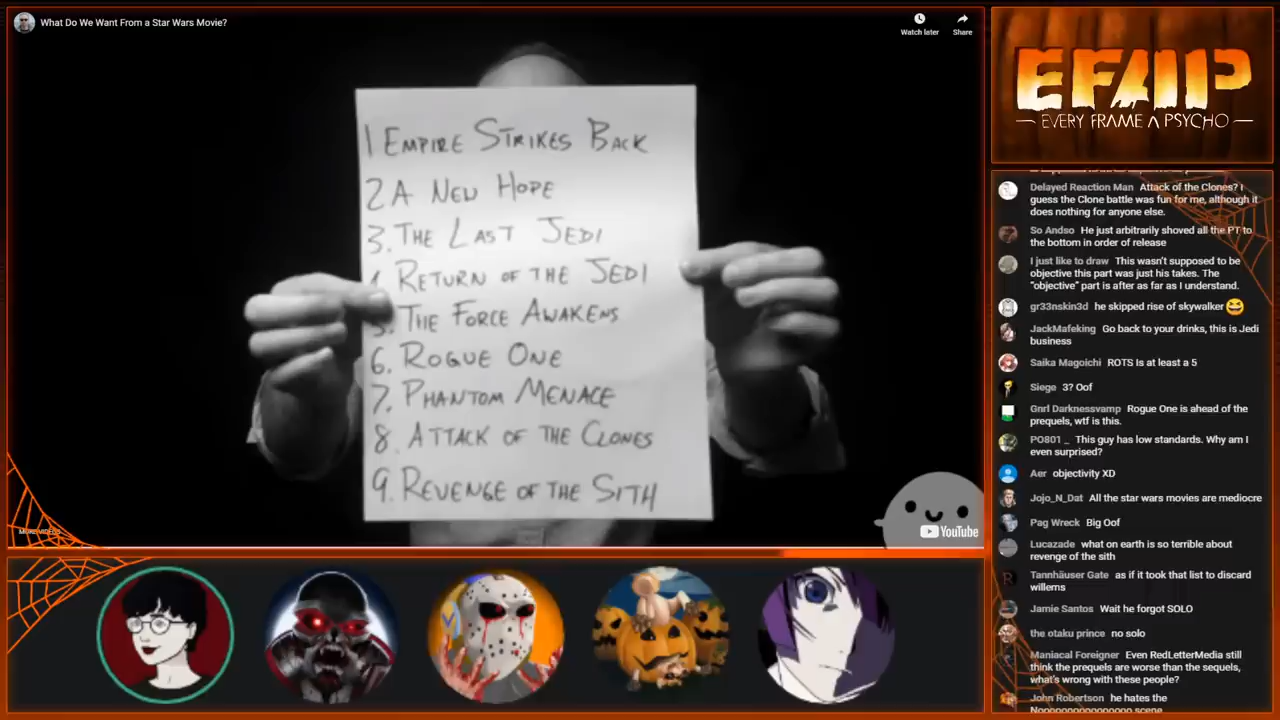 What Do We Want From a Star Wars Movie?
Watch later
Share
1 EMPIRE STRIKES BACK
2 A NEW HOPE
3. THE LAST JEDI
4 RETURN OF THE JEDI
5. THE FORCE AWAKENS
6. ROGUE ONE
7. PHANTOM MENACE
8. ATTACK OF THE CLONES
9. REVENGE OF THE SITH
MORE VIDEOS
YouTube
EFAP
EVERY FRAME A PSYCHO
Delayed Reaction Man Attack of the Clones? I
guess the Clone battle was fun for me, although it
does nothing for anyone else.
So Andso He just arbitrarily shoved all the PT to
the bottom in order of release
I just like to draw This wasn't supposed to be
objective this part was just his takes. The
"objective" part is after as far as I understand.
gr33nskin3d he skipped rise of skywalker
JackMafeking Go back to your drinks, this is Jedi
business
Saika Magoichi ROTS Is at least a 5
Siege 3? Oof
Gnrl Darknessvamp Rogue One is ahead of the
prequels, wtf is this.
PO801 _ This guy has low standards. Why am I
even surprised?
Aer objectivity XD
Jojo_N_Dat All the star wars movies are mediocre
Pag Wreck Big Oof
Lucazade what on earth is so terrible about
revenge of the sith
Tannhäuser Gate as if it took that list to discard
willems
Jamie Santos Wait he forgot SOLO
the otaku prince no solo
Maniacal Foreigner Even RedLetterMedia still
think the prequels are worse than the sequels,
what's wrong with these people?
John Robertson he hates the